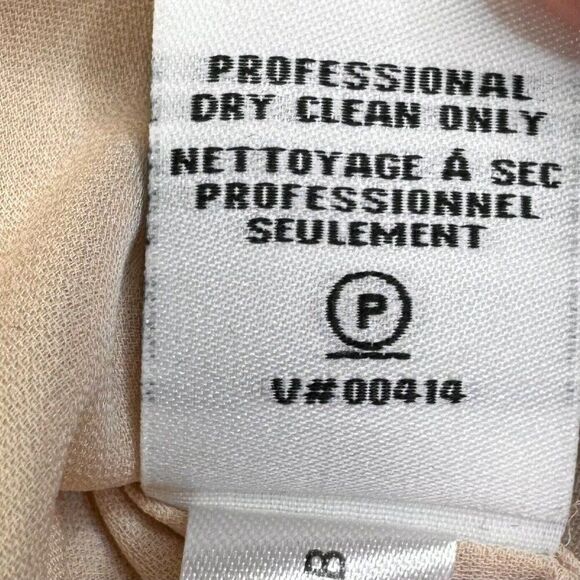 PROFESSIONAL
DRY CLEAN ONLY
NETTOYAGE Á SEC
PROFESSIONNEL
SEULEMENT
P
V#00414